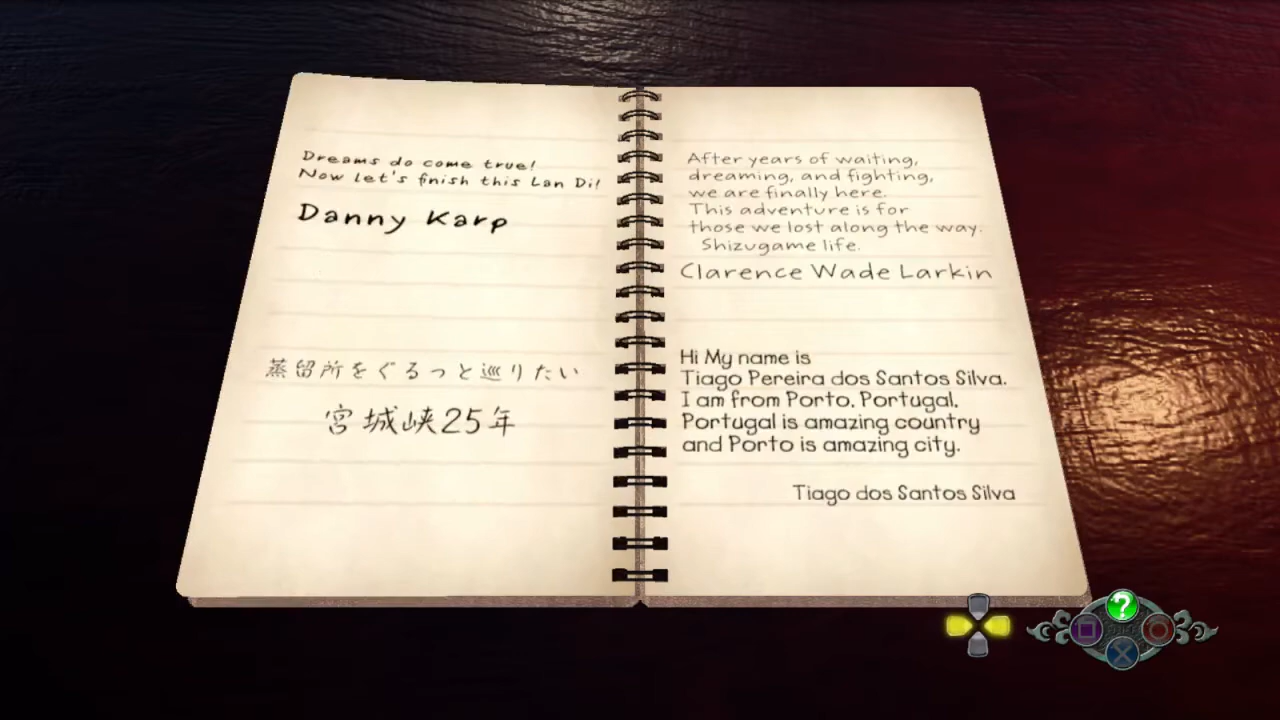 Dreams do come true!
Now let's finish this Lan Di!
Danny Karp
蒸留所をぐるっと巡りたい
宮城峡25年
After years of waiting,
dreaming, and fighting,
we are finally here.
This adventure is for
those we lost along the way.
Shizugame life.
Clarence Wade Larkin
Hi My name is
Tiago Pereira dos Santos Silva.
I am from Porto, Portugal,
Portugal is amazing country
and Porto is amazing city.
Tiago dos Santos Silva
?